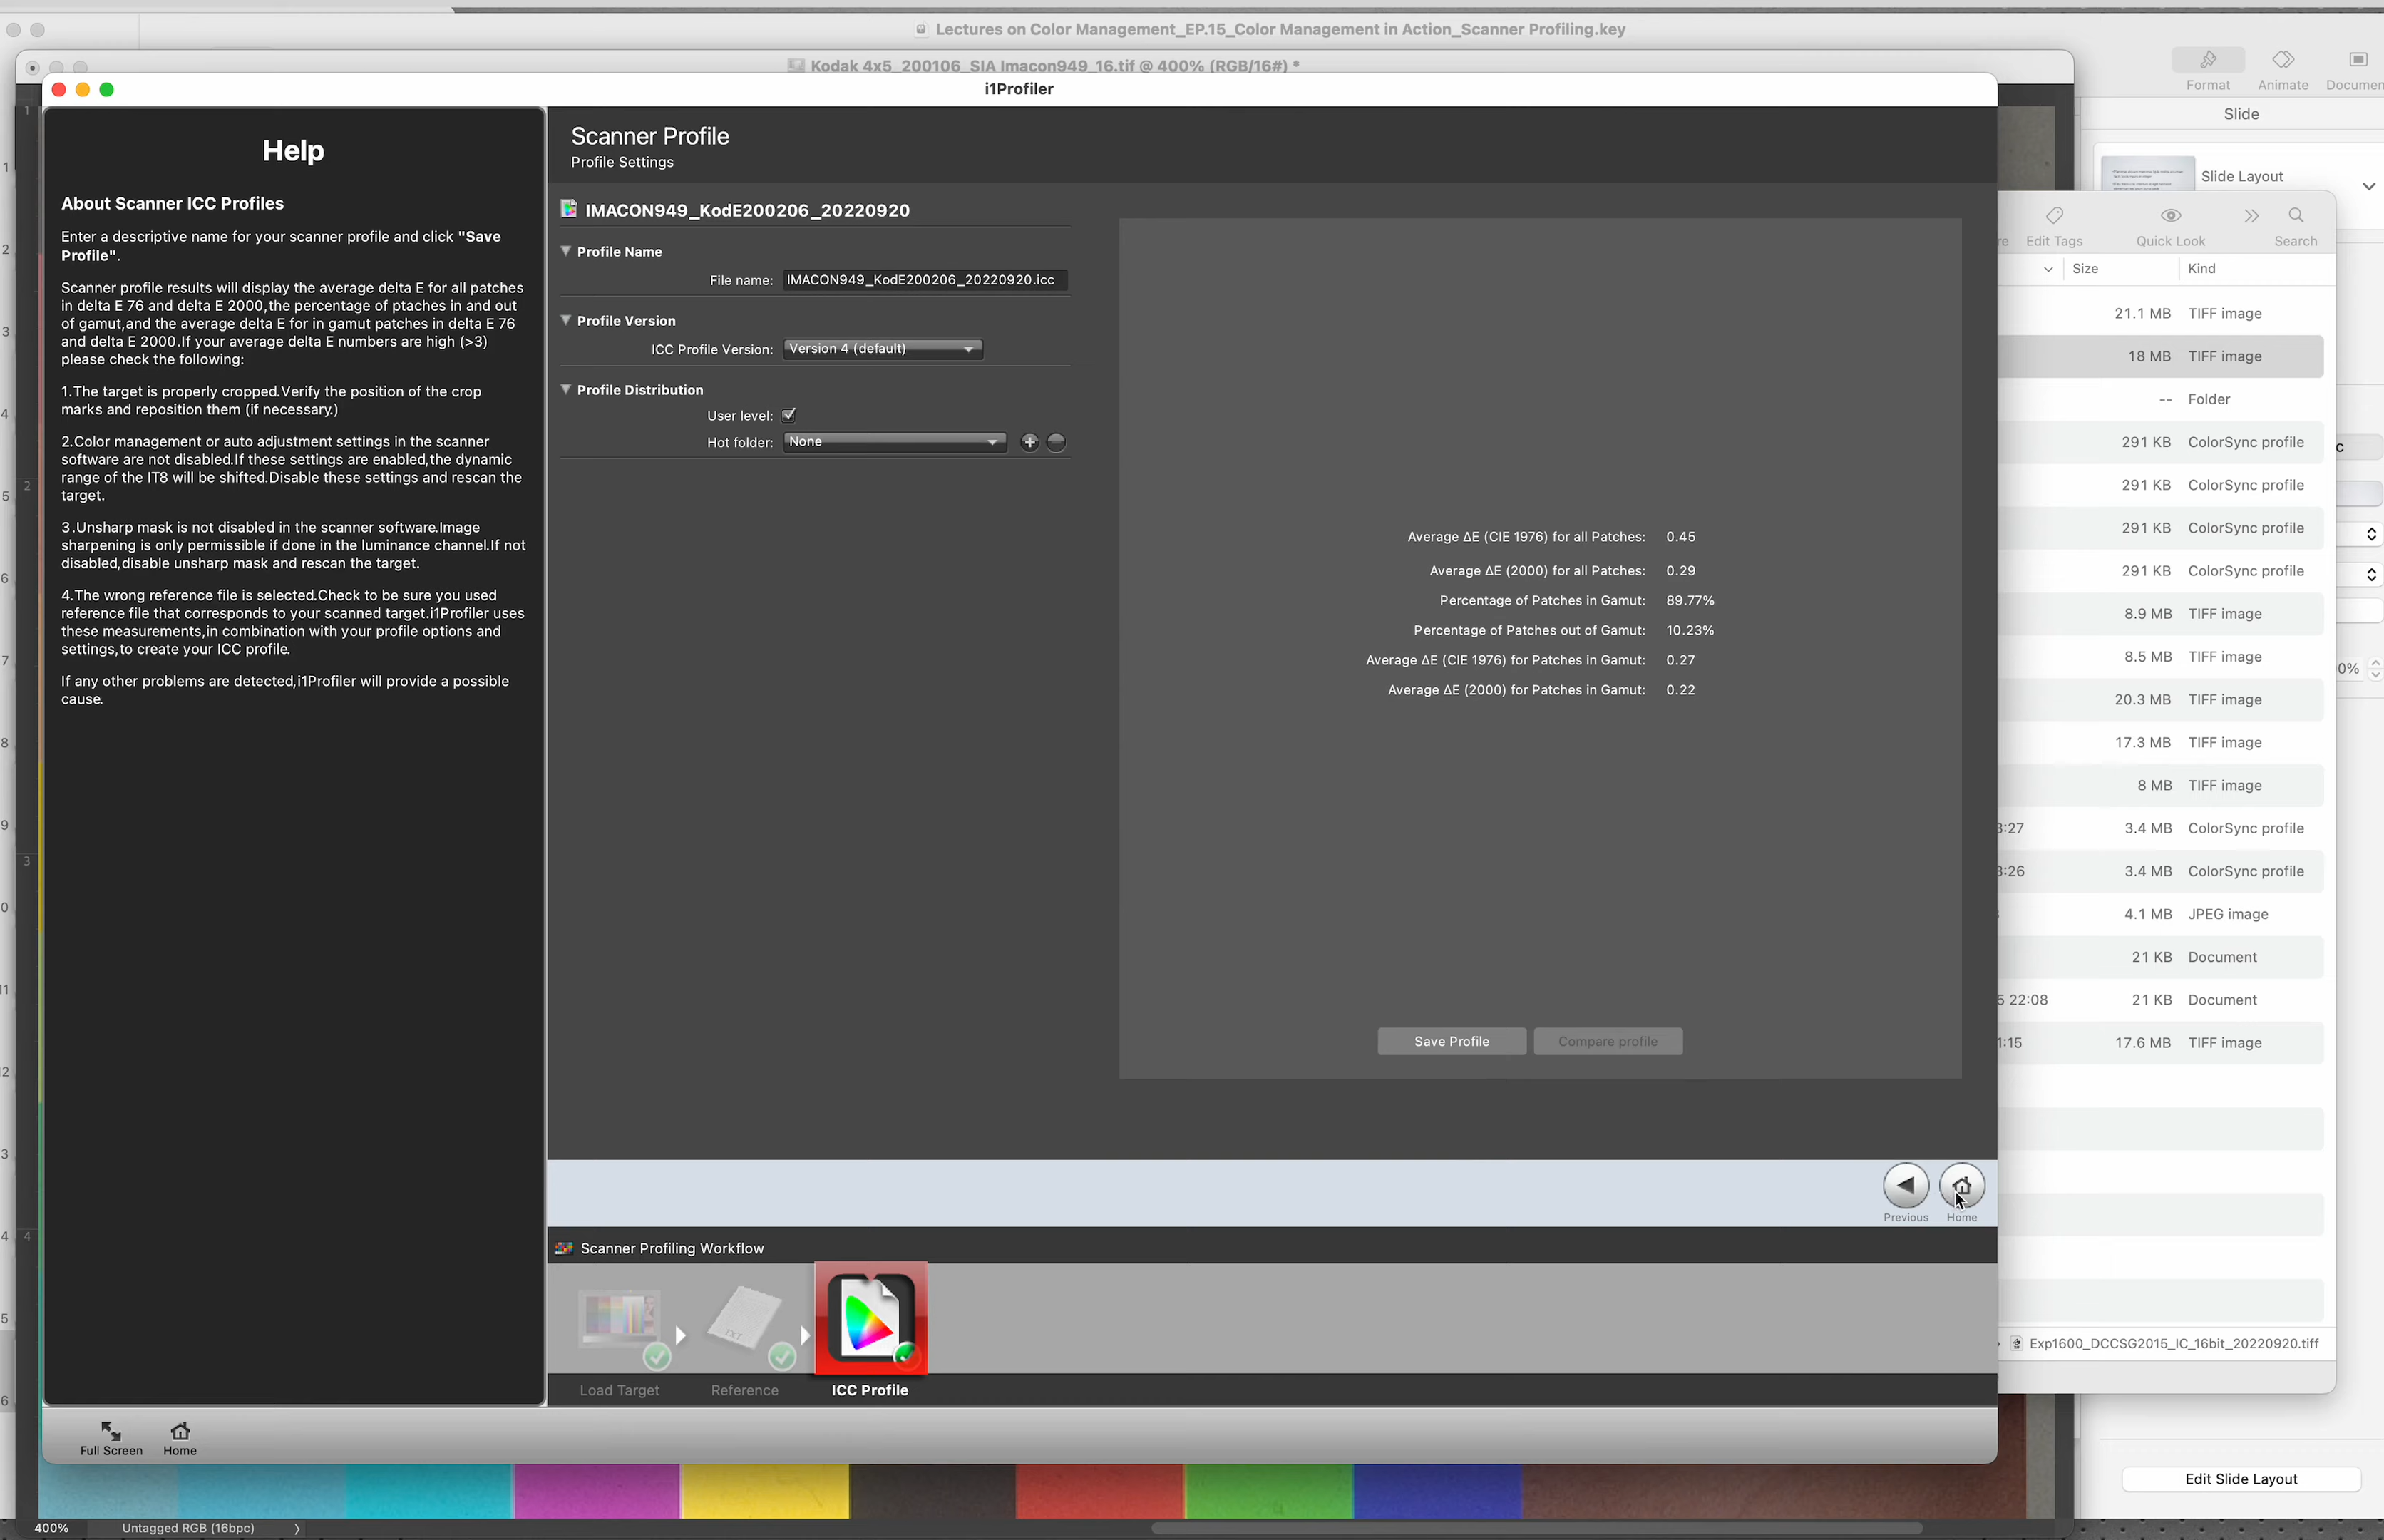 Lectures on Color Management_EP.15_Color Management in Action_Scanner Profiling.key
Kodak 4x5_200106_SIA Imacon949_16.tif @ 400% (RGB/16#) *
i1Profiler
Format
Animate
Documen
Slide
Slide Layout
Help
About Scanner ICC Profiles
Enter a descriptive name for your scanner profile and click "Save
Profile".
Scanner profile results will display the average delta E for all patches
in delta E 76 and delta E 2000,the percentage of ptaches in and out
of gamut,and the average delta E for in gamut patches in delta E 76
and delta E 2000.If your average delta E numbers are high (>3)
please check the following:
1.The target is properly cropped.Verify the position of the crop
marks and reposition them (if necessary.)
2.Color management or auto adjustment settings in the scanner
software are not disabled.If these settings are enabled,the dynamic
range of the IT8 will be shifted.Disable these settings and rescan the
target.
3.Unsharp mask is not disabled in the scanner software.Image
sharpening is only permissible if done in the luminance channel.If not
disabled,disable unsharp mask and rescan the target.
4.The wrong reference file is selected.Check to be sure you used
reference file that corresponds to your scanned target.i1Profiler uses
these measurements,in combination with your profile options and
settings,to create your ICC profile.
If any other problems are detected,i1Profiler will provide a possible
cause.
Full Screen
Home
Scanner Profile
Profile Settings
IMACON949_KodE200206_20220920
Profile Name
File name: IMACON949_KodE200206_20220920.icc
Profile Version
ICC Profile Version: Version 4 (default)
Profile Distribution
User level:
Hot folder: None
Average ΔE (CIE 1976) for all Patches: 0.45
Average ΔE (2000) for all Patches: 0.29
Percentage of Patches in Gamut: 89.77%
Percentage of Patches out of Gamut: 10.23%
Average ΔE (CIE 1976) for Patches in Gamut: 0.27
Average ΔE (2000) for Patches in Gamut: 0.22
Save Profile
Compare profile
Previous
Home
Scanner Profiling Workflow
TXT
Load Target
Reference
ICC Profile
re
Edit Tags
Quick Look
Search
Size
Kind
21.1 MB TIFF image
18 MB TIFF image
-- Folder
291 KB ColorSync profile
291 KB ColorSync profile
291 KB ColorSync profile
291 KB ColorSync profile
8.9 MB TIFF image
8.5 MB TIFF image
20.3 MB TIFF image
17.3 MB TIFF image
8 MB TIFF image
3:27 3.4 MB ColorSync profile
3:26 3.4 MB ColorSync profile
4.1 MB JPEG image
21 KB Document
5 22:08 21 KB Document
1:15 17.6 MB TIFF image
Exp1600_DCCSG2015_IC_16bit_20220920.tiff
c
0%
Edit Slide Layout
400%
Untagged RGB (16bpc)